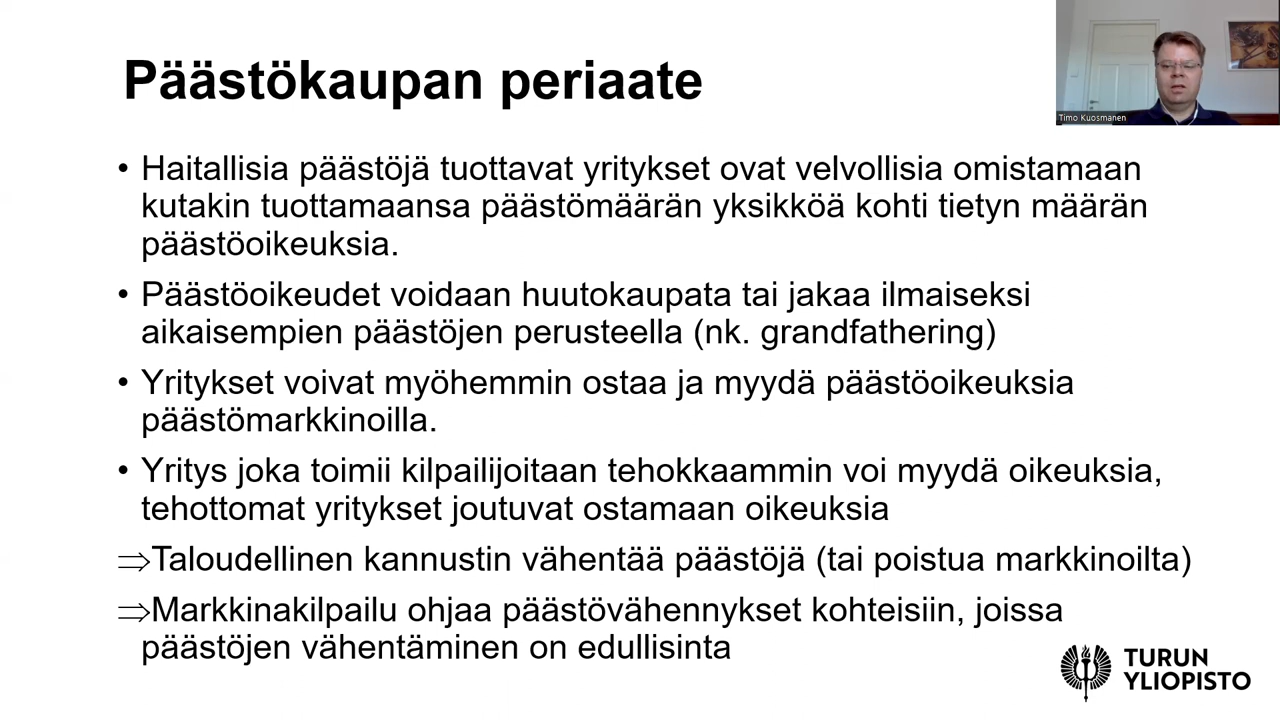 Päästökaupan periaate
Timo Kuosmanen
• Haitallisia päästöjä tuottavat yritykset ovat velvollisia omistamaan
kutakin tuottamaansa päästömäärän yksikköä kohti tietyn määrän
päästöoikeuksia.
• Päästöoikeudet voidaan huutokaupata tai jakaa ilmaiseksi
aikaisempien päästöjen perusteella (nk. grandfathering)
• Yritykset voivat myöhemmin ostaa ja myydä päästöoikeuksia
päästömarkkinoilla.
• Yritys joka toimii kilpailijoitaan tehokkaammin voi myydä oikeuksia,
tehottomat yritykset joutuvat ostamaan oikeuksia
⇒Taloudellinen kannustin vähentää päästöjä (tai poistua markkinoilta)
⇒Markkinakilpailu ohjaa päästövähennykset kohteisiin, joissa
päästöjen vähentäminen on edullisinta
TURUN
YLIOPISTO